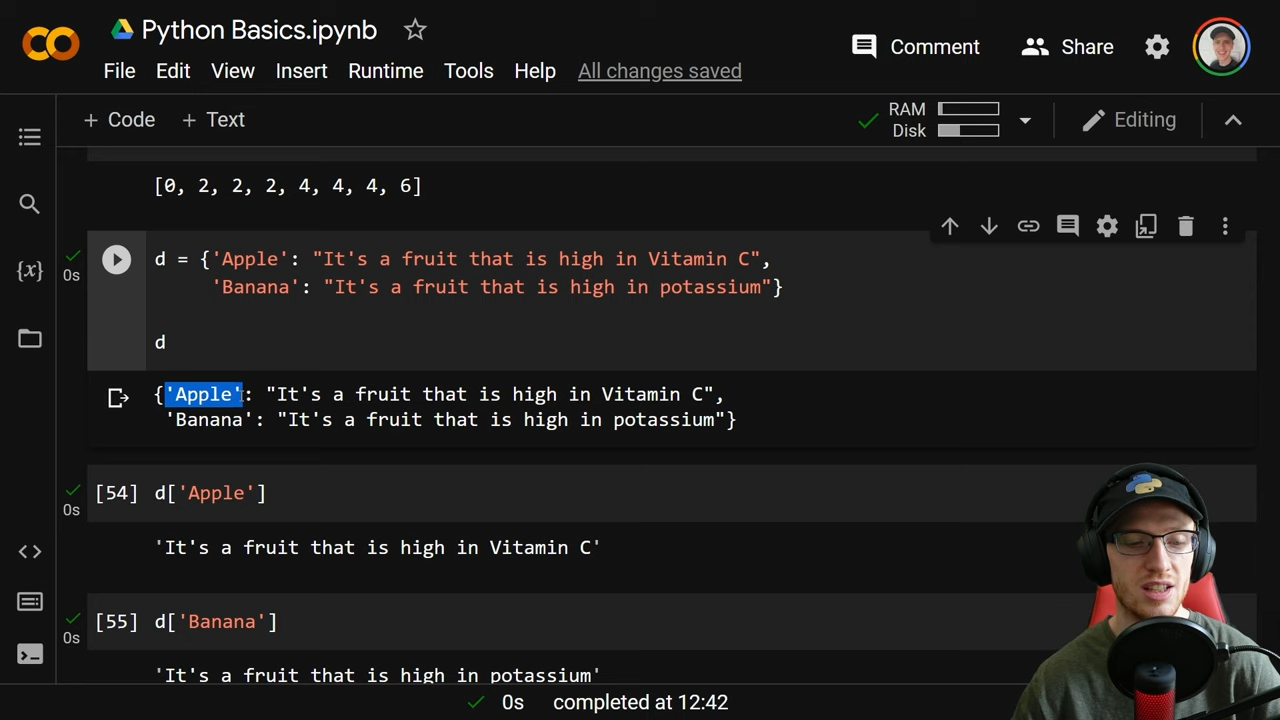 Python Basics.ipynb
Comment
Share
File Edit View Insert Runtime Tools Help All changes saved
+ Code + Text
RAM
Disk
Editing
[0, 2, 2, 2, 4, 4, 4, 6]
0s
d = {'Apple': "It's a fruit that is high in Vitamin C",
'Banana': "It's a fruit that is high in potassium"}
d
{'Apple': "It's a fruit that is high in Vitamin C",
'Banana': "It's a fruit that is high in potassium"}
{x}
[54] d['Apple']
0s
'It's a fruit that is high in Vitamin C'
[55] d['Banana']
0s
'It's a fruit that is high in potassium'
0s completed at 12:42